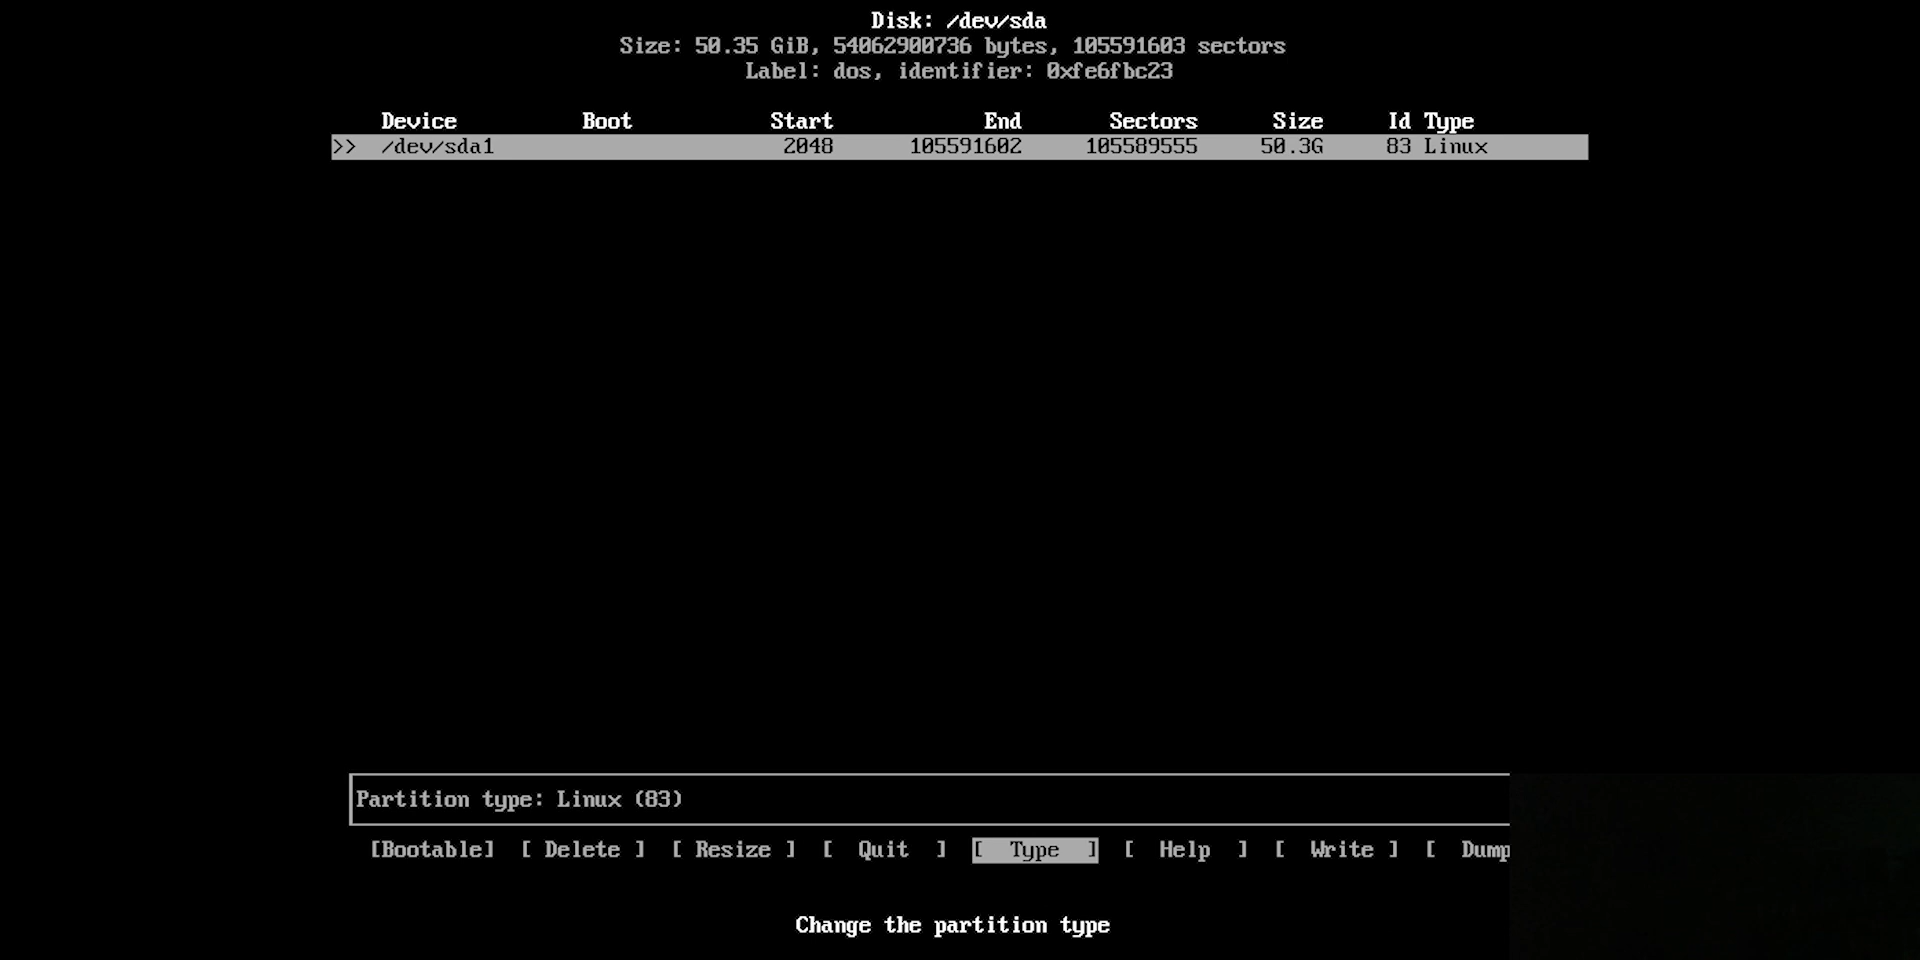 Disk: /dev/sda
Size: 50.35 GiB, 54062900736 bytes, 105591603 sectors
Label: dos, identifier: 0xfe6fbc23
Device Boot Start End Sectors Size Id Type
>> /dev/sda1 2048 105591602 105589555 50.3G 83 Linux
Partition type: Linux (83)
[Bootable] [ Delete ] [ Resize ] [ Quit ] [ Type ] [ Help ] [ Write ] [ Dump
Change the partition type